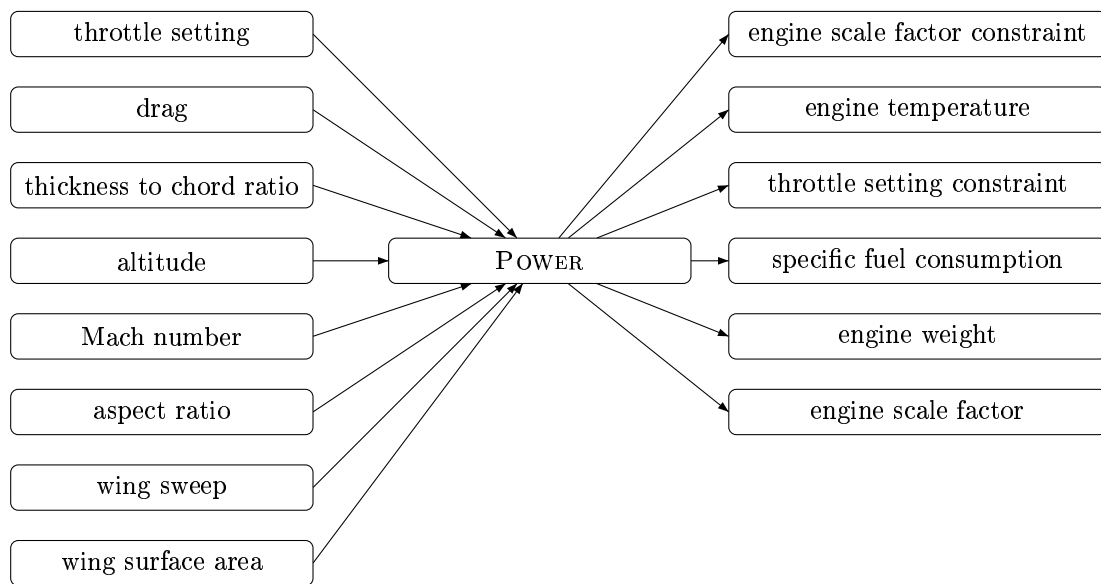 throttle setting
drag
thickness to chord ratio
altitude
Mach number
aspect ratio
wing sweep
wing surface area
POWER
engine scale factor constraint
engine temperature
throttle setting constraint
specific fuel consumption
engine weight
engine scale factor